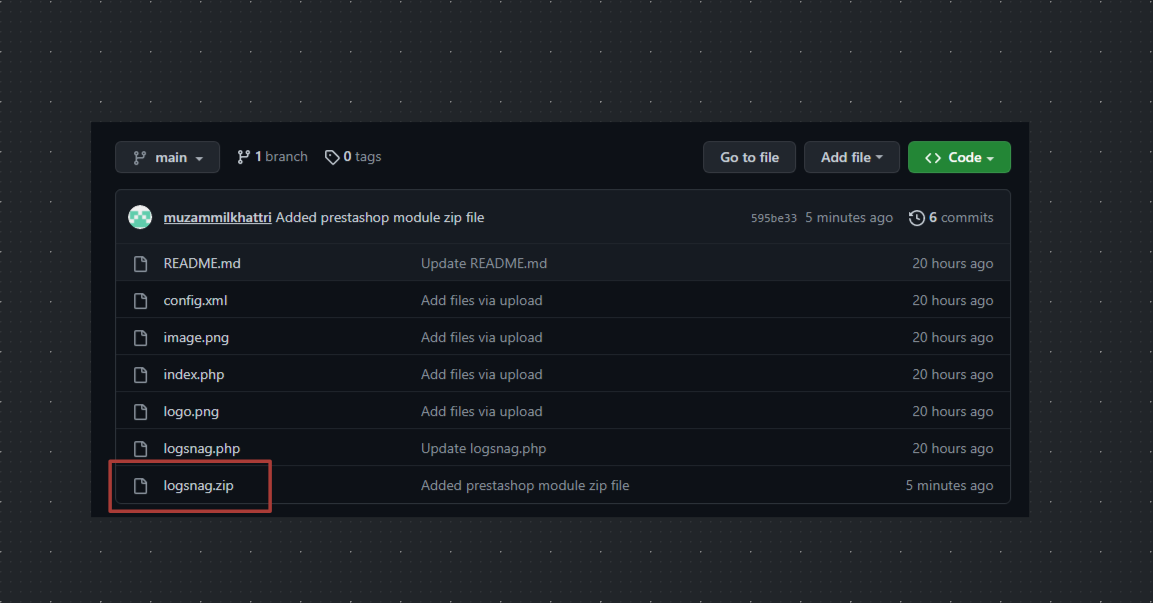 main 1 branch 0 tags Go to file Add file Code
muzammilkhattri Added prestashop module zip file 595be33 5 minutes ago 6 commits
README.md Update README.md 20 hours ago
config.xml Add files via upload 20 hours ago
image.png Add files via upload 20 hours ago
index.php Add files via upload 20 hours ago
logo.png Add files via upload 20 hours ago
logsnag.php Update logsnag.php 20 hours ago
logsnag.zip Added prestashop module zip file 5 minutes ago